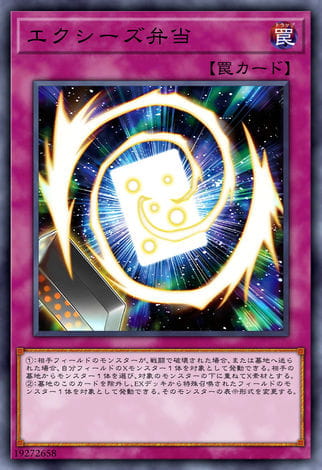 エクシーズ弁当
トラップ
罠
【罠カード】
①:相手フィールドのモンスターが、戦闘で破壊された場合、または墓地へ送ら
れた場合、自分フィールドのXモンスター1体を対象として発動できる。相手の
墓地からモンスター1体を選び、対象のモンスターの下に重ねてX素材とする。
②:墓地のこのカードを除外し、EXデッキから特殊召喚されたフィールドのモ
ンスター1体を対象として発動できる。そのモンスターの表示形式を変更する。
19272658